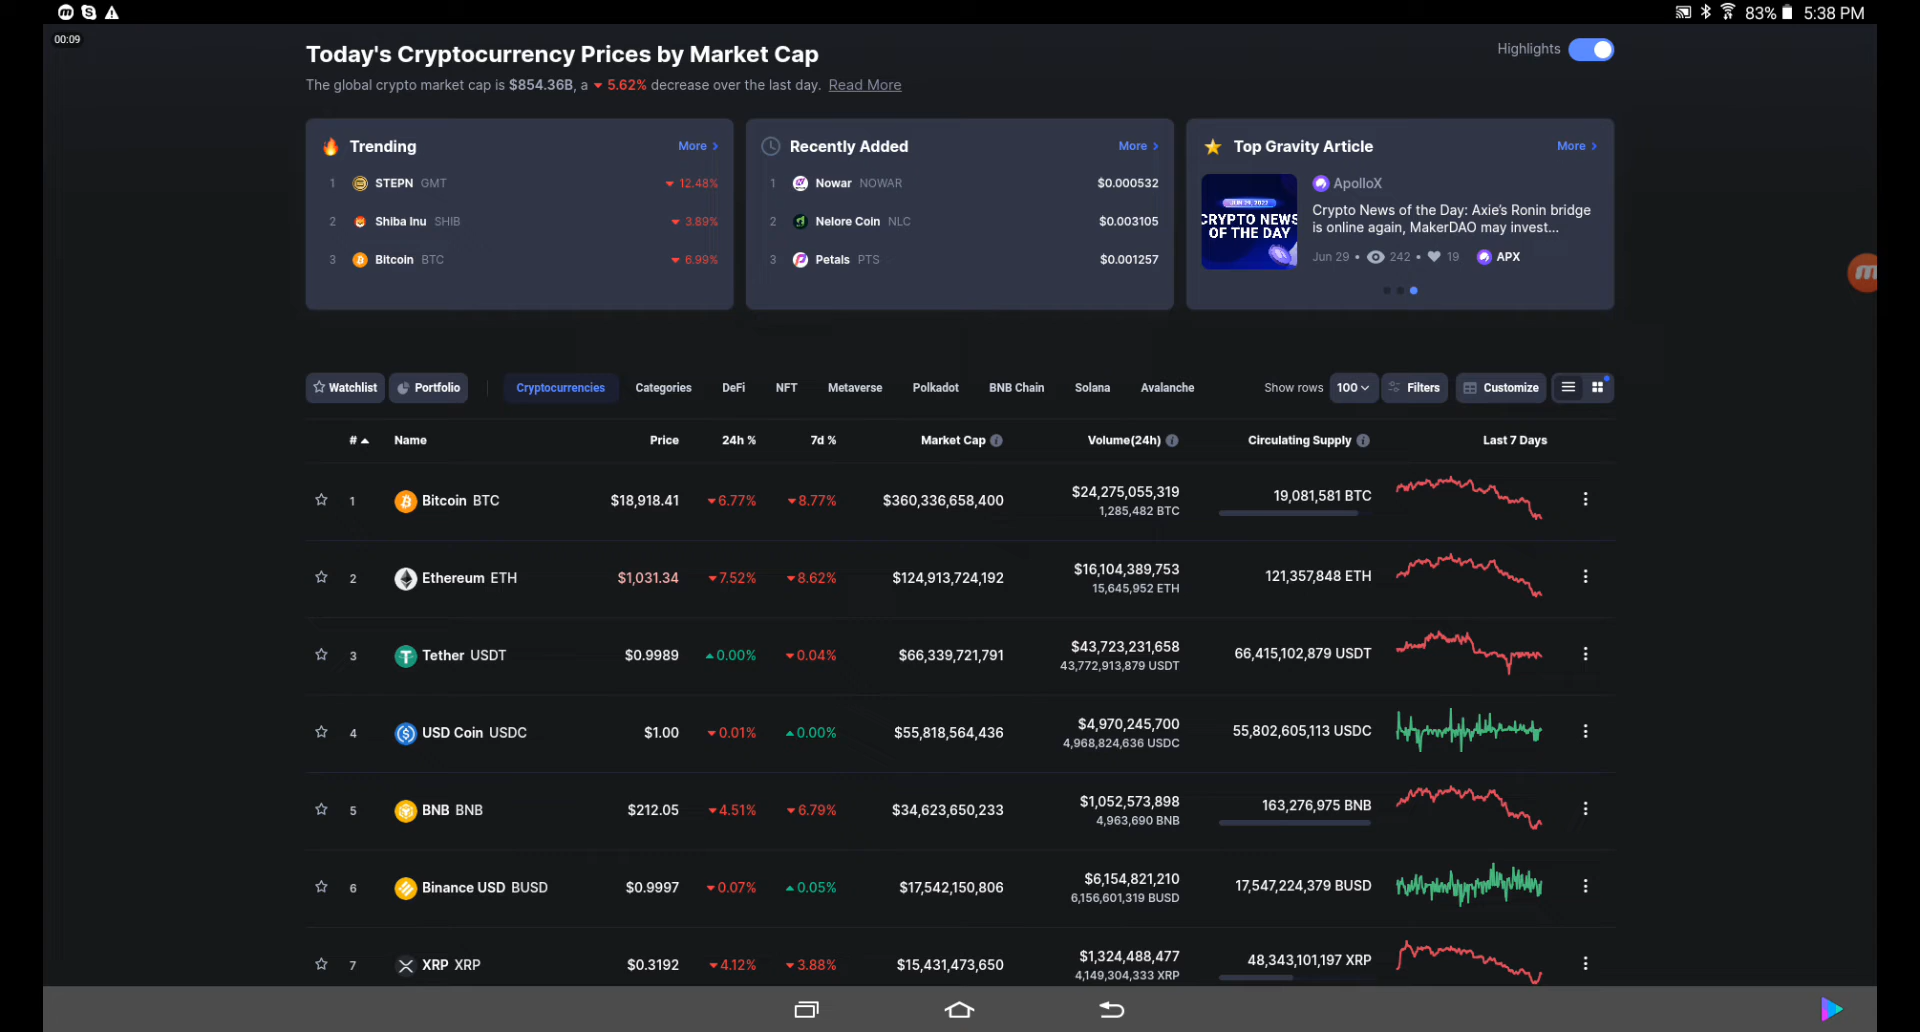 83% 5:38 PM
00:09
Today's Cryptocurrency Prices by Market Cap
Highlights
The global crypto market cap is $854.36B, a 5.62% decrease over the last day. Read More
Trending More >
1 STEPN GMT 12.48%
2 Shiba Inu SHIB 3.89%
3 Bitcoin BTC 6.99%
Recently Added More >
1 Nowar NOWAR $0.000532
2 Nelore Coin NLC $0.003105
3 Petals PTS $0.001257
Top Gravity Article More >
CRYPTO NEWS
OF THE DAY
ApolloX
Crypto News of the Day: Axie's Ronin bridge
is online again, MakerDAO may invest...
Jun 29 • 242 • 19 APX
Watchlist Portfolio Cryptocurrencies Categories DeFi NFT Metaverse Polkadot BNB Chain Solana Avalanche Show rows 100 Filters Customize
# Name Price 24h % 7d % Market Cap Volume(24h) Circulating Supply Last 7 Days
1 Bitcoin BTC $18,918.41 6.77% 8.77% $360,336,658,400 $24,275,055,319 19,081,581 BTC
1,285,482 BTC
2 Ethereum ETH $1,031.34 7.52% 8.62% $124,913,724,192 $16,104,389,753 121,357,848 ETH
15,645,952 ETH
3 Tether USDT $0.9989 0.00% 0.04% $66,339,721,791 $43,723,231,658 66,415,102,879 USDT
43,772,913,879 USDT
4 USD Coin USDC $1.00 0.01% 0.00% $55,818,564,436 $4,970,245,700 55,802,605,113 USDC
4,968,824,636 USDC
5 BNB BNB $212.05 4.51% 6.79% $34,623,650,233 $1,052,573,898 163,276,975 BNB
4,963,690 BNB
6 Binance USD BUSD $0.9997 0.07% 0.05% $17,542,150,806 $6,154,821,210 17,547,224,379 BUSD
6,156,601,319 BUSD
7 XRP XRP $0.3192 4.12% 3.88% $15,431,473,650 $1,324,488,477 48,343,101,197 XRP
4,149,304,333 XRP